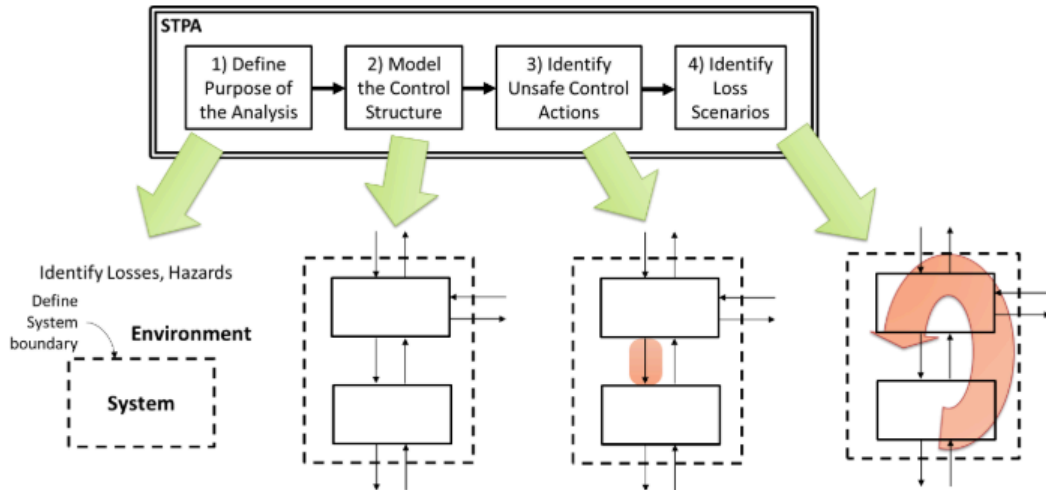 STPA
1) Define
Purpose of
the Analysis
2) Model
the Control
Structure
3) Identify
Unsafe Control
Actions
4) Identify
Loss
Scenarios
Identify Losses, Hazards
Define
System
boundary
Environment
System